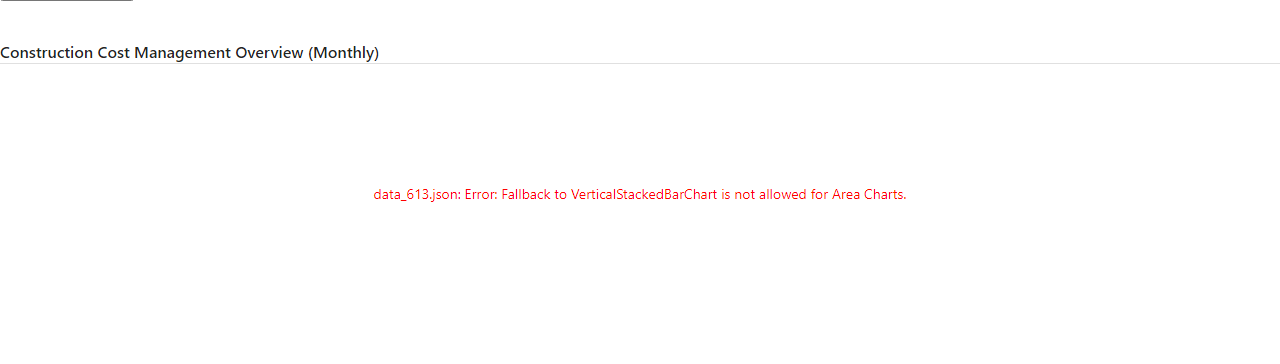 Construction Cost Management Overview (Monthly)
data_613.json: Error: Fallback to VerticalStackedBarChart is not allowed for Area Charts.